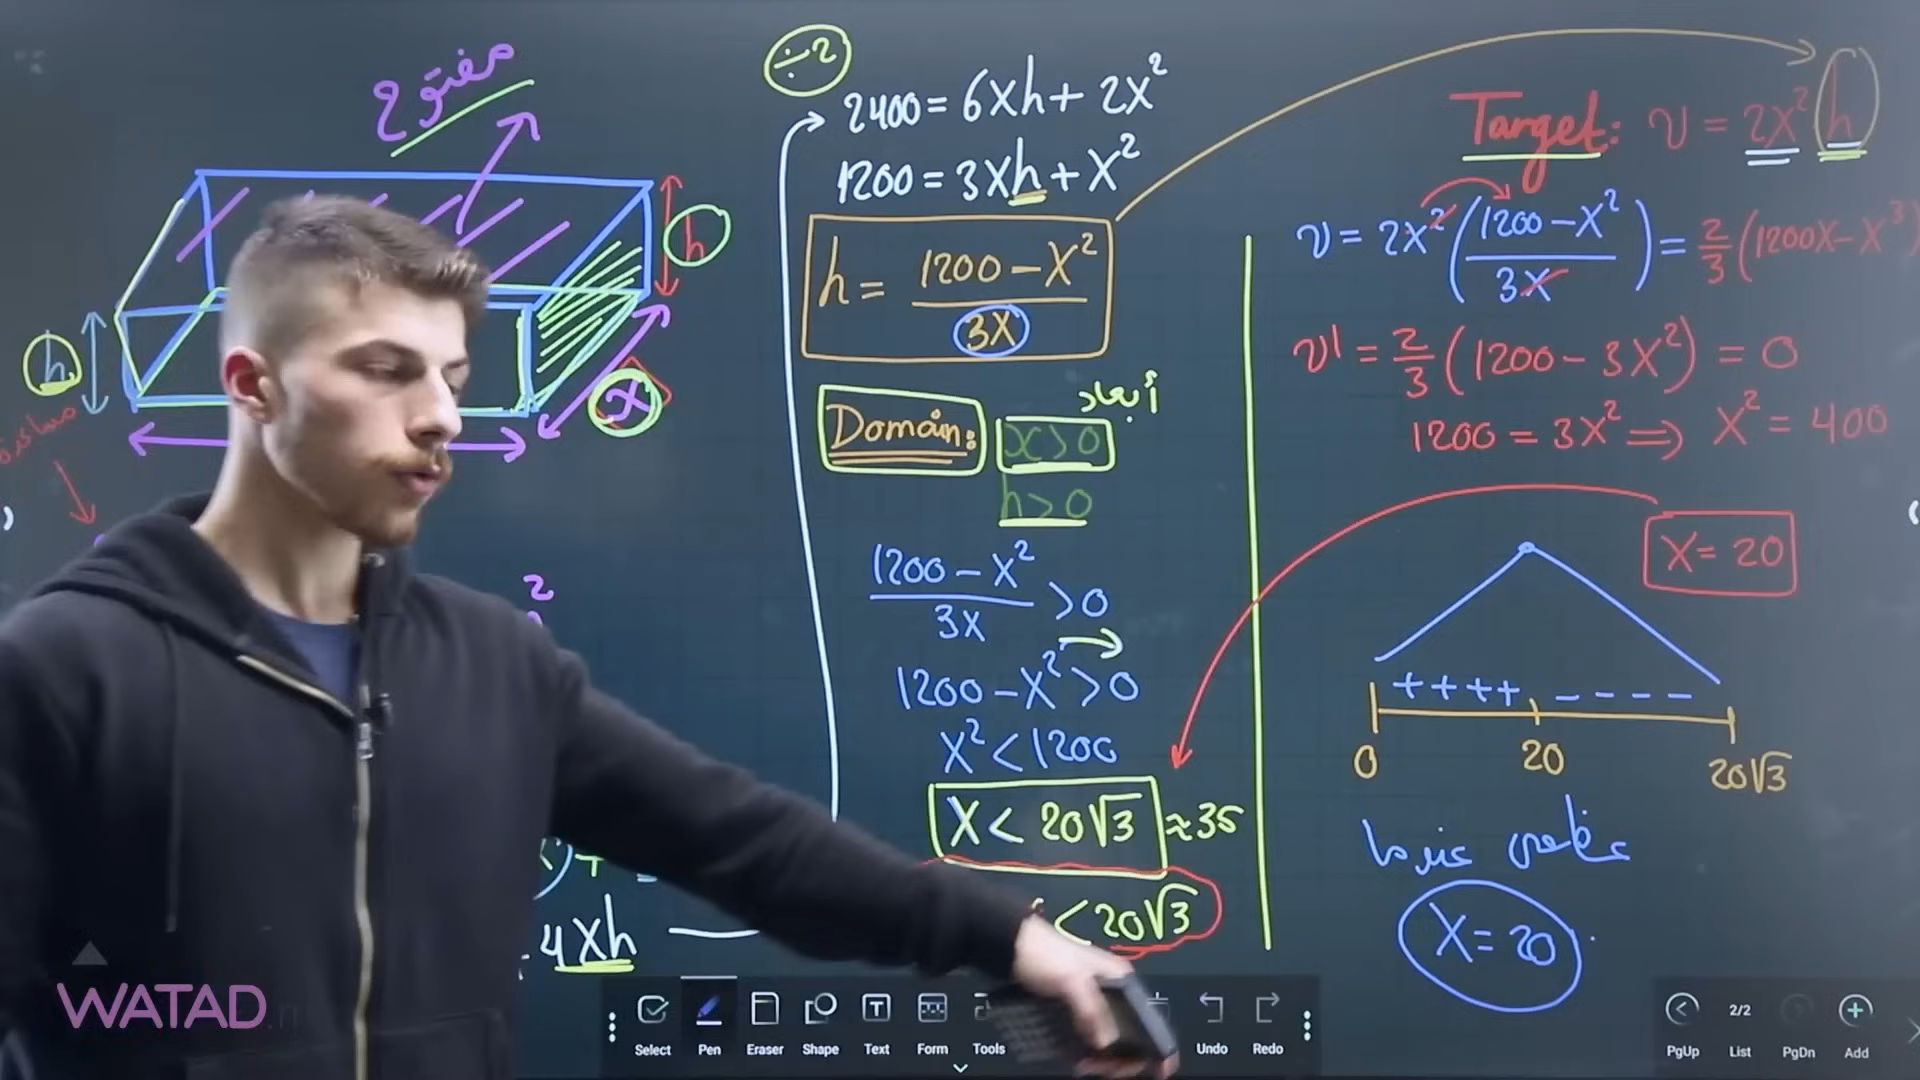 مفتوح
h
h
x
2
4Xh
÷2
2400 = 6Xh + 2X²
1200 = 3Xh + X²
h = (1200 - X²) / 3X
Domain: x>0
أبعاد
h>0
(1200 - X²) / 3X > 0
1200 - X² > 0
X² < 1200
X < 20√3 ≈ 35
< 20√3
Target: v = 2X² h
v = 2x² (1200 - X² / 3X) = 2/3 (1200X - X³)
v' = 2/3 (1200 - 3X²) = 0
1200 = 3X² ⇒ X² = 400
X = 20
++++ ----
0 20 20√3
عظمى عندما
X = 20
WATAD
Select Pen Eraser Shape Text Form Tools Undo Redo
2/2
PgUp List PgDn Add